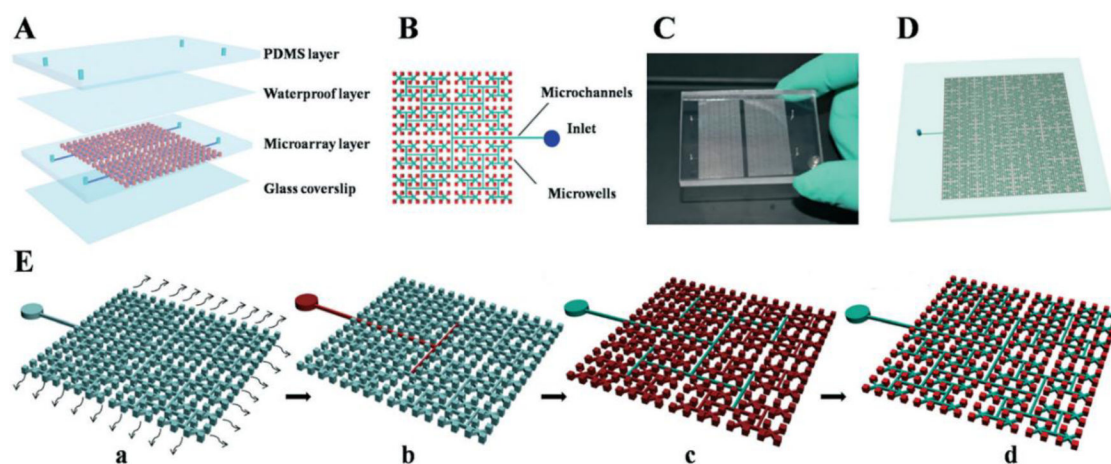 A
PDMS layer
Waterproof layer
Microarray layer
Glass coverslip
B
Microchannels
Inlet
Microwells
C
D
E
a
b
c
d